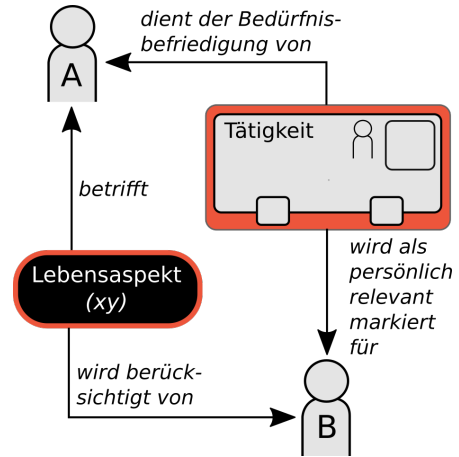 dient der Bedürfnis-
befriedigung von
A
Tätigkeit
betrifft
Lebensaspekt
(xy)
wird als
persönlich
relevant
markiert
für
wird berück-
sichtigt von
B